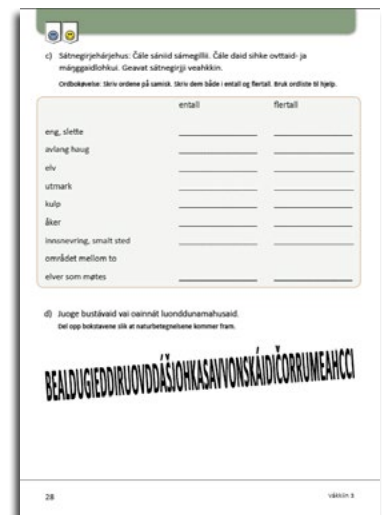 c) Sátnegirjehárjehus: Čále sániid sámegillii. Čále daid sihke ovttaid- ja
máŋggaidlohkui. Geavat sátnegirjji veahkkin.
Ordbokøvelse: Skriv ordene på samisk. Skriv dem både i entall og flertall. Bruk ordliste til hjelp.
entall flertall
eng, slette
avlang haug
elv
utmark
kulp
åker
innsnevring, smalt sted
området mellom to
elver som møtes
d) Juoge bustávaid vai oainnát luonddunamahusaid.
Del opp bokstavene slik at naturbetegnelsene kommer fram.
BEALDUGIEDDIRUOVDDÁŠJOHKASAVVONSKÁIDIČORRUMEAHCCI
28 Vákkiin 3